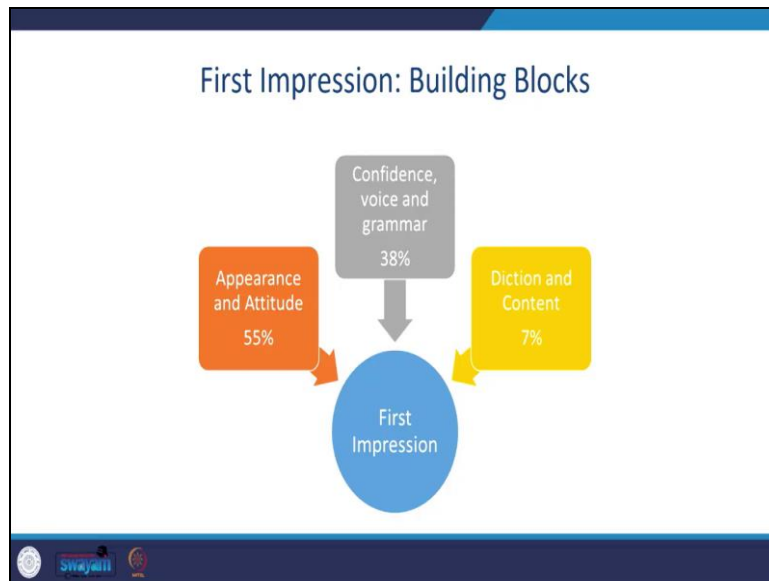 First Impression: Building Blocks
Confidence,
voice and
grammar
38%
Appearance
and Attitude
55%
Diction and
Content
7%
First
Impression
swayam